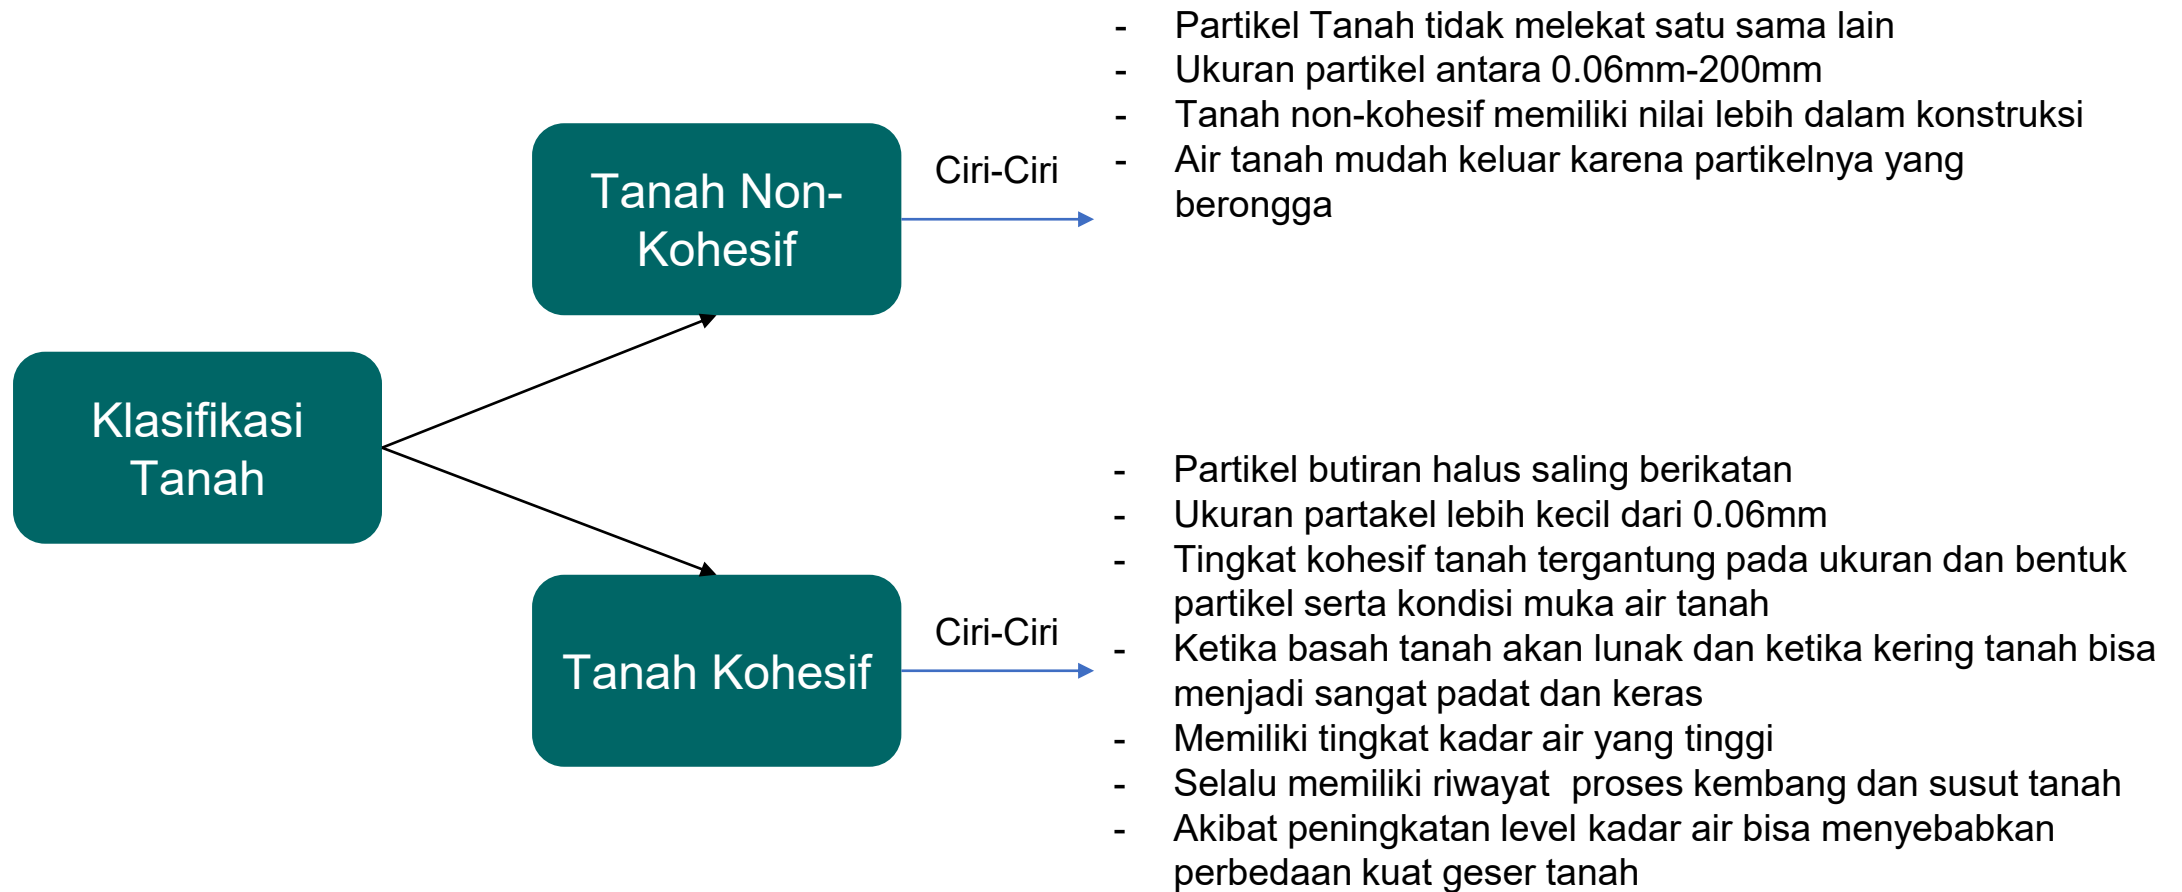 Klasifikasi
Tanah
Tanah Non-
Kohesif
Ciri-Ciri
- Partikel Tanah tidak melekat satu sama lain
- Ukuran partikel antara 0.06mm-200mm
- Tanah non-kohesif memiliki nilai lebih dalam konstruksi
- Air tanah mudah keluar karena partikelnya yang
berongga
Tanah Kohesif
Ciri-Ciri
- Partikel butiran halus saling berikatan
- Ukuran partakel lebih kecil dari 0.06mm
- Tingkat kohesif tanah tergantung pada ukuran dan bentuk
partikel serta kondisi muka air tanah
- Ketika basah tanah akan lunak dan ketika kering tanah bisa
menjadi sangat padat dan keras
- Memiliki tingkat kadar air yang tinggi
- Selalu memiliki riwayat  proses kembang dan susut tanah
- Akibat peningkatan level kadar air bisa menyebabkan
perbedaan kuat geser tanah